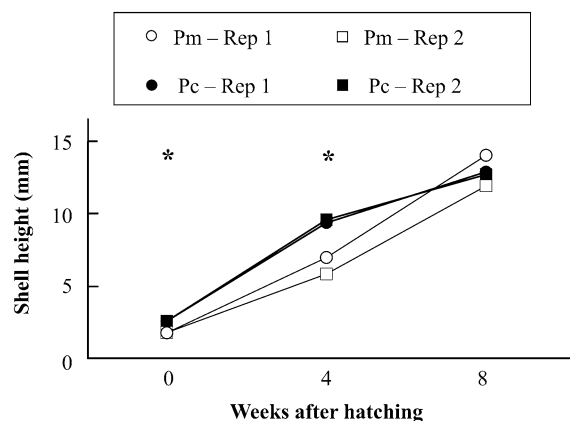 Pm – Rep 1 Pm – Rep 2
Pc – Rep 1 Pc – Rep 2
* *
15
10
5
0
0 4 8
Shell height (mm)
Weeks after hatching